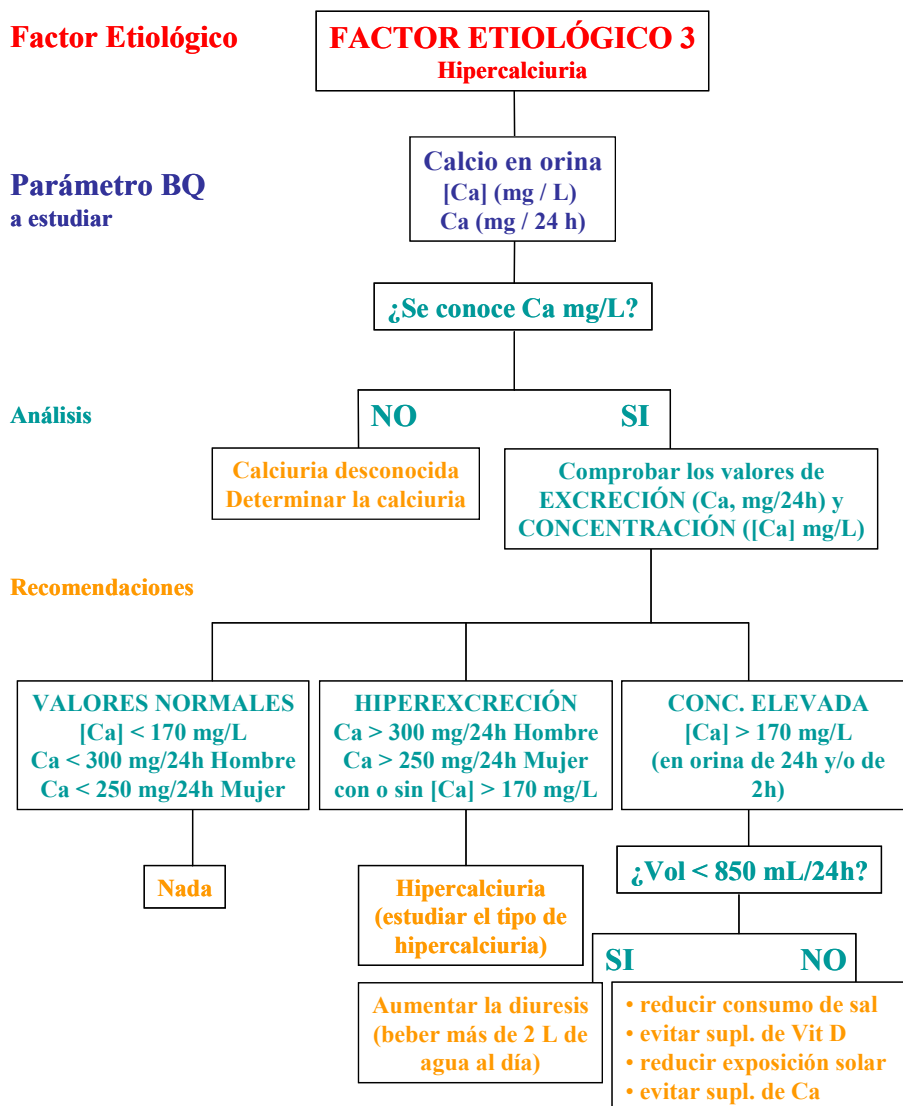 Factor Etiológico
FACTOR ETIOLÓGICO 3
Hipercalciuria
Parámetro BQ
a estudiar
Calcio en orina
[Ca] (mg / L)
Ca (mg / 24 h)
¿Se conoce Ca mg/L?
Análisis
NO
SI
Calciuria desconocida
Determinar la calciuria
Comprobar los valores de
EXCRECIÓN (Ca, mg/24h) y
CONCENTRACIÓN ([Ca] mg/L)
Recomendaciones
VALORES NORMALES
[Ca] < 170 mg/L
Ca < 300 mg/24h Hombre
Ca < 250 mg/24h Mujer
HIPEREXCRECIÓN
Ca > 300 mg/24h Hombre
Ca > 250 mg/24h Mujer
con o sin [Ca] > 170 mg/L
CONC. ELEVADA
[Ca] > 170 mg/L
(en orina de 24h y/o de
2h)
Nada
Hipercalciuria
(estudiar el tipo de
hipercalciuria)
¿Vol < 850 mL/24h?
SI
NO
Aumentar la diuresis
(beber más de 2 L de
agua al día)
• reducir consumo de sal
• evitar supl. de Vit D
• reducir exposición solar
• evitar supl. de Ca